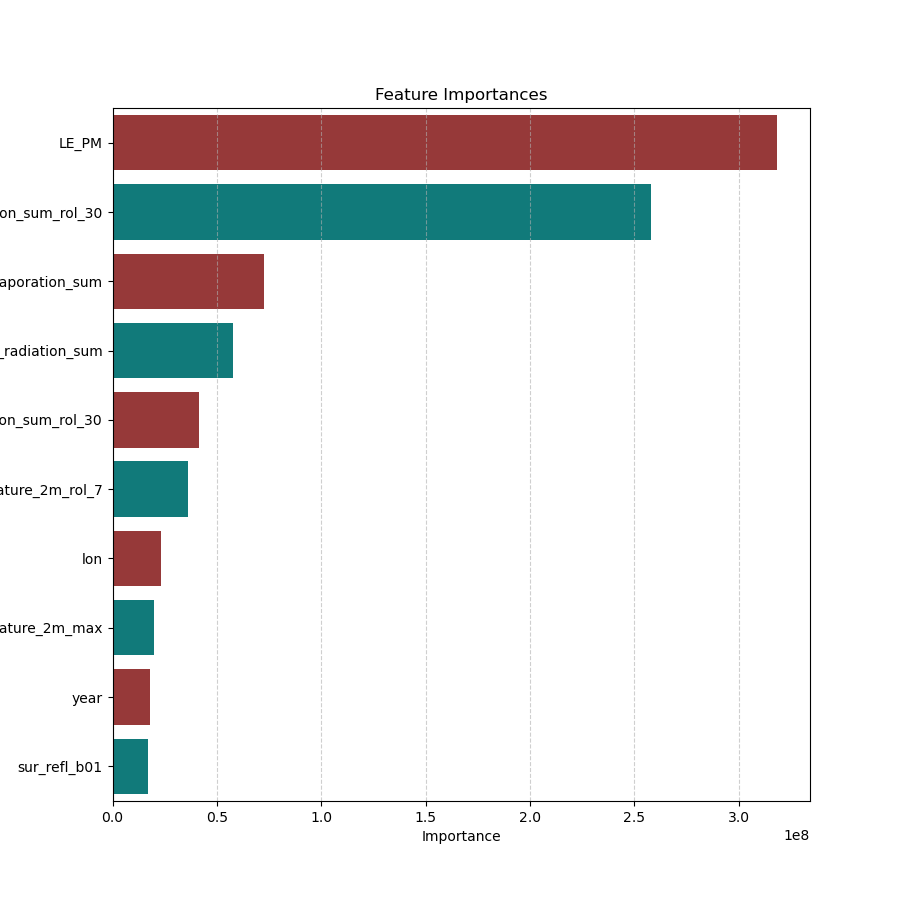 Feature Importances
LE_PM
on_sum_rol_30
aporation_sum
_radiation_sum
on_sum_rol_30
ature_2m_rol_7
lon
ature_2m_max
year
sur_refl_b01
0.0 0.5 1.0 1.5 2.0 2.5 3.0
1e8
Importance